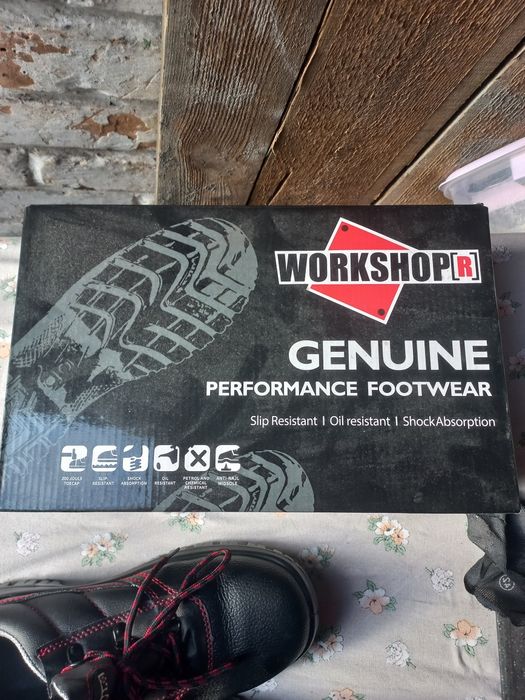 WORKSHOP[R]
GENUINE
PERFORMANCE FOOTWEAR
Slip Resistant | Oil resistant | ShockAbsorption
200 JOULE TOECAP
SLIP RESISTANT
SHOCK ABSORPTION
OIL RESISTANT
PETROL AND CHEMICAL RESISTANT
ANTI-NAIL MIDSOLE